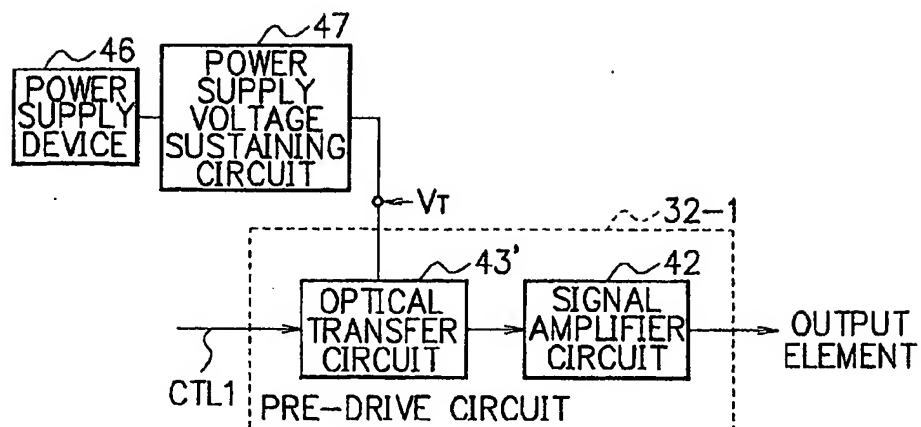 46
POWER
SUPPLY
DEVICE
47
POWER
SUPPLY
VOLTAGE
SUSTAINING
CIRCUIT
VT
32-1
43'
OPTICAL
TRANSFER
CIRCUIT
42
SIGNAL
AMPLIFIER
CIRCUIT
OUTPUT
ELEMENT
CTL1
PRE-DRIVE CIRCUIT